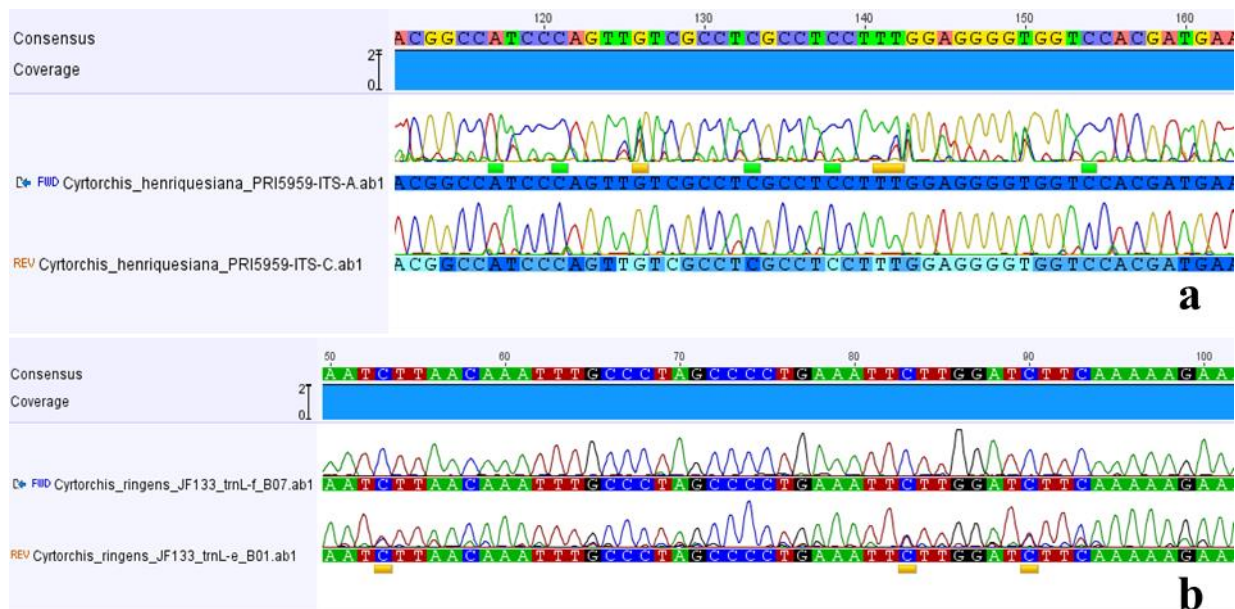 120 130 140 150 160
Consensus ACGGCCATCCCAGTTGTCGCCTCGCCTCCTTTGGAGGGGTGGTCCACGATGAA
2
Coverage
0
FWD Cyrtorchis_henriquesiana_PRI5959-ITS-A.ab1 ACGGCCATCCCAGTTGTCGCCTCGCCTCCTTTGGAGGGGTGGTCCACGATGAA
REV Cyrtorchis_henriquesiana_PRI5959-ITS-C.ab1 ACGGCCATCCCAGTTGTCGCCTCGCCTCCTTTGGAGGGGTGGTCCACGATGAA
a
50 60 70 80 90 100
Consensus AATCTTAACAAATTTGCCCTAGCCCCTGAAATTCTTGGATCTTCAAAAAGAA
2
Coverage
0
FWD Cyrtorchis_ringens_JF133_trnL-f_B07.ab1 AATCTTAACAAATTTGCCCTAGCCCCTGAAATTCTTGGATCTTCAAAAAGAA
REV Cyrtorchis_ringens_JF133_trnL-e_B01.ab1 AATCTTAACAAATTTGCCCTAGCCCCTGAAATTCTTGGATCTTCAAAAAGAA
b